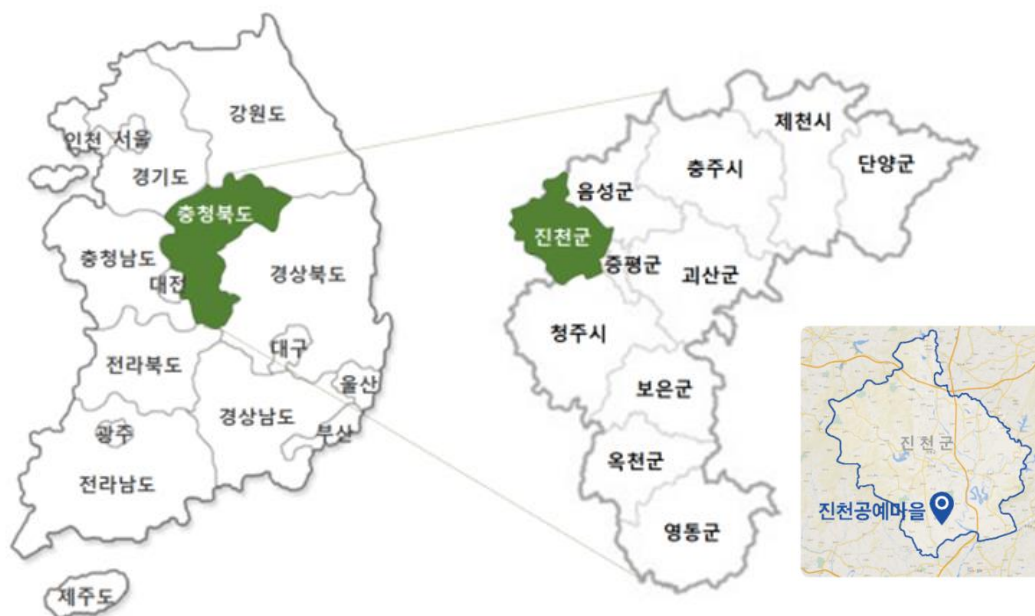 강원도
인천
서울
경기도
충청북도
충청남도
대전
경상북도
전라북도
대구
울산
경상남도
부산
광주
전라남도
제주도
제천시
단양군
충주시
음성군
진천군
증평군
괴산군
청주시
보은군
옥천군
영동군
진천군
진천공예마을